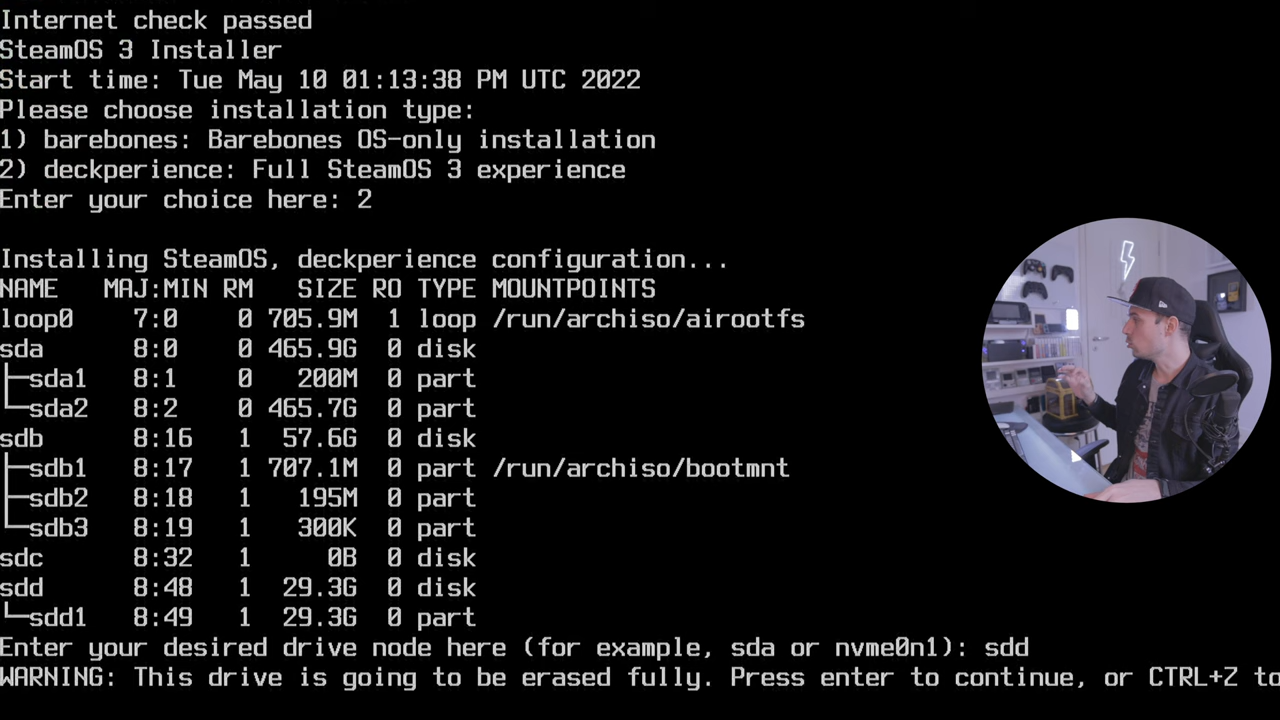 Internet check passed
SteamOS 3 Installer
Start time: Tue May 10 01:13:38 PM UTC 2022
Please choose installation type:
1) barebones: Barebones OS-only installation
2) deckperience: Full SteamOS 3 experience
Enter your choice here: 2
Installing SteamOS, deckperience configuration...
NAME   MAJ:MIN RM   SIZE RO TYPE MOUNTPOINTS
loop0    7:0    0 705.9M  1 loop /run/archiso/airootfs
sda      8:0    0 465.9G  0 disk
├─sda1   8:1    0   200M  0 part
└─sda2   8:2    0 465.7G  0 part
sdb      8:16   1  57.6G  0 disk
├─sdb1   8:17   1 707.1M  0 part /run/archiso/bootmnt
├─sdb2   8:18   1   195M  0 part
└─sdb3   8:19   1   300K  0 part
sdc      8:32   1     0B  0 disk
sdd      8:48   1  29.3G  0 disk
└─sdd1   8:49   1  29.3G  0 part
Enter your desired drive node here (for example, sda or nvme0n1): sdd
WARNING: This drive is going to be erased fully. Press enter to continue, or CTRL+Z to